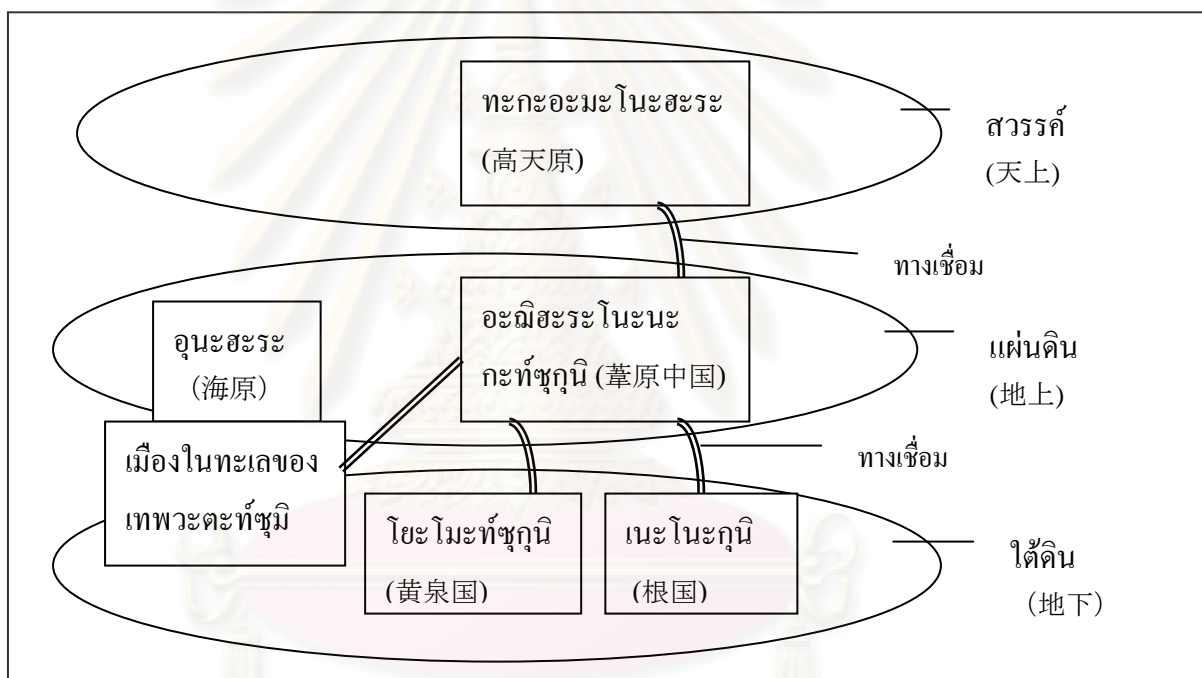 ทะกะอะมะโนะฮะระ
(高天原)
สวรรค์
(天上)
ทางเชื่อม
อุนะฮะระ
（海原）
อะฌิฮะระโนะนะ
กะท์ซุกุนิ (葦原中国)
แผ่นดิน
(地上)
ทางเชื่อม
เมืองในทะเลของ
เทพวะตะท์ซุมิ
โยะโมะท์ซุกุนิ
(黄泉国)
เนะโนะกุนิ
(根国)
ใต้ดิน
（地下）